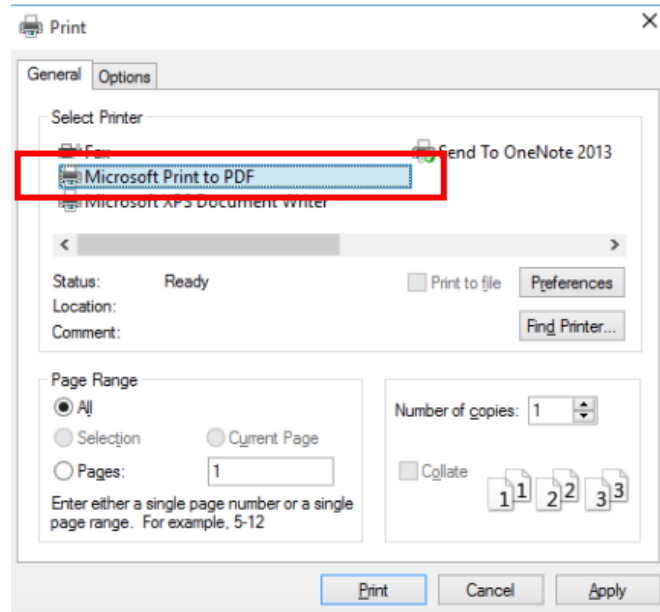 Print
General Options
Select Printer
Fax Send To OneNote 2013
Microsoft Print to PDF
Microsoft XPS Document Writer
Status: Ready Print to file Preferences
Location:
Comment: Find Printer...
Page Range
All Number of copies: 1
Selection Current Page
Pages: 1 Collate
Enter either a single page number or a single
page range. For example, 5-12
1 1 2 2 3 3
Print Cancel Apply